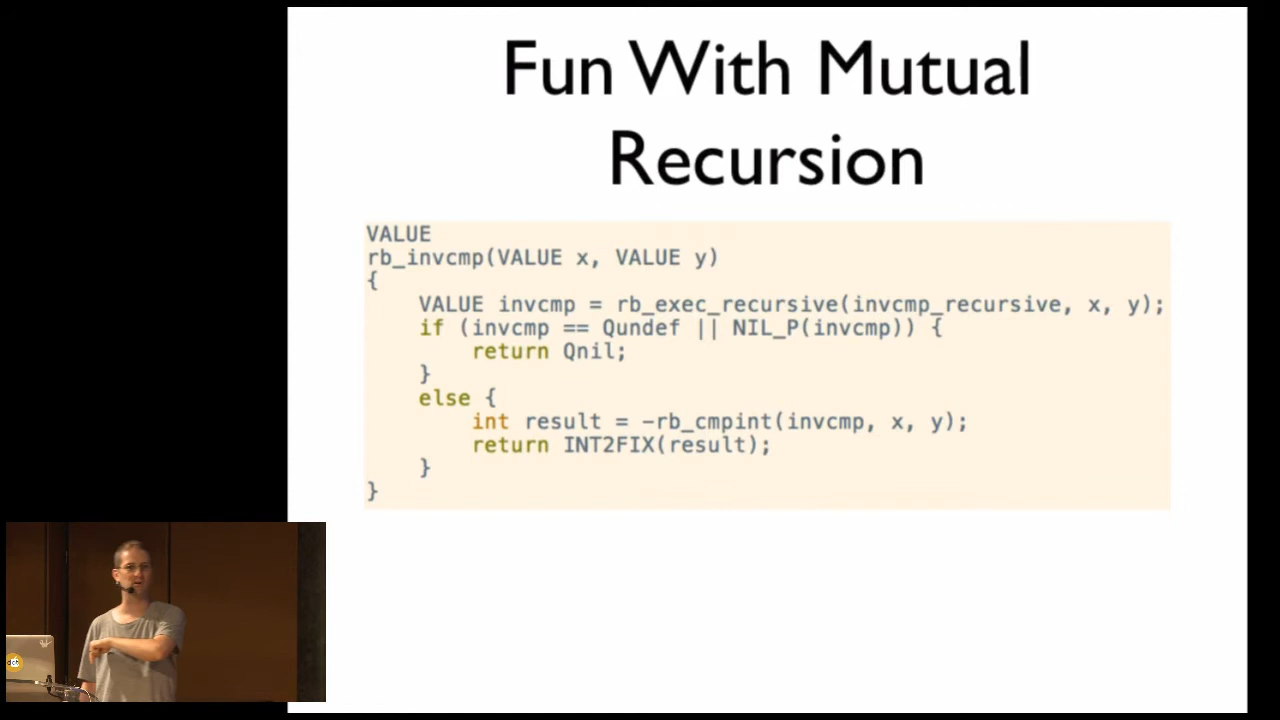 Fun With Mutual
Recursion
VALUE
rb_invcmp(VALUE x, VALUE y)
{
    VALUE invcmp = rb_exec_recursive(invcmp_recursive, x, y);
    if (invcmp == Qundef || NIL_P(invcmp)) {
        return Qnil;
    }
    else {
        int result = -rb_cmpint(invcmp, x, y);
        return INT2FIX(result);
    }
}